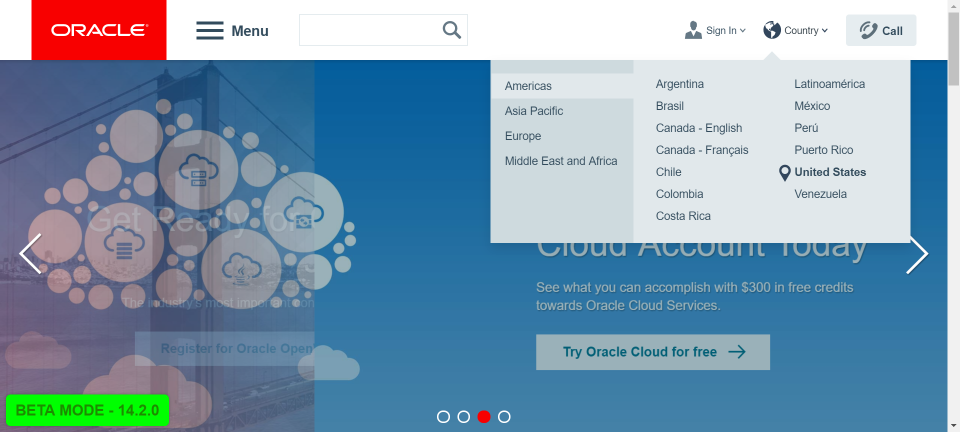 ORACLE
Menu
Sign In
Country
Call
Americas
Asia Pacific
Europe
Middle East and Africa
Argentina
Brasil
Canada - English
Canada - Français
Chile
Colombia
Costa Rica
Latinoamérica
México
Perú
Puerto Rico
United States
Venezuela
Get Ready for
Cloud Account Today
The industry's most important con
See what you can accomplish with $300 in free credits
towards Oracle Cloud Services.
Register for Oracle Open
Try Oracle Cloud for free
BETA MODE - 14.2.0